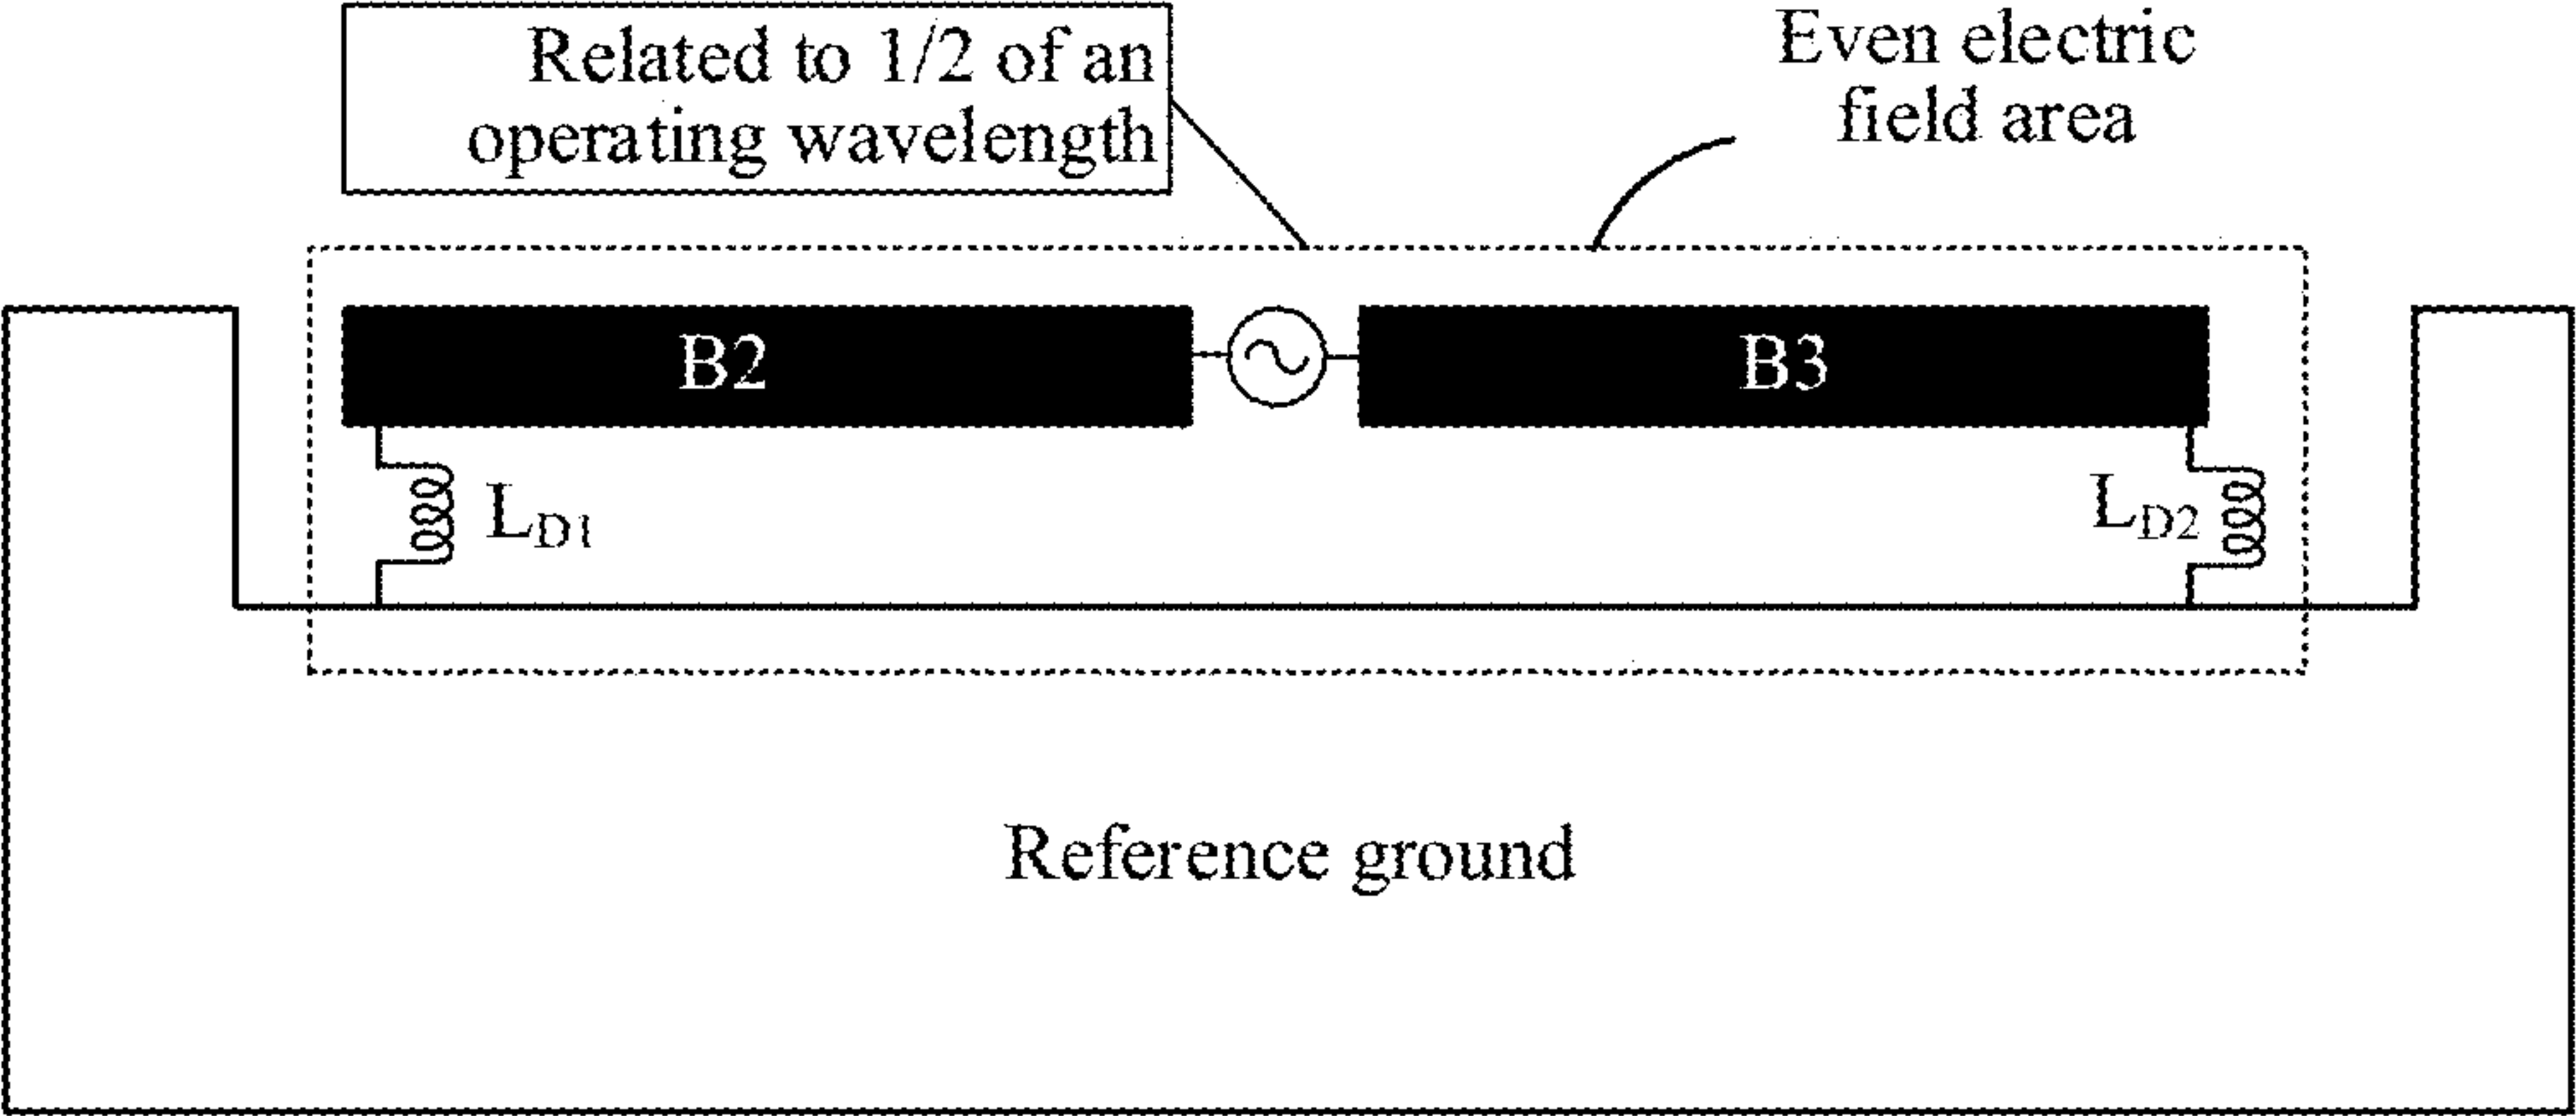 Related to 1/2 of an
operating wavelength
Even electric
field area
B2
B3
LD1
LD2
Reference ground